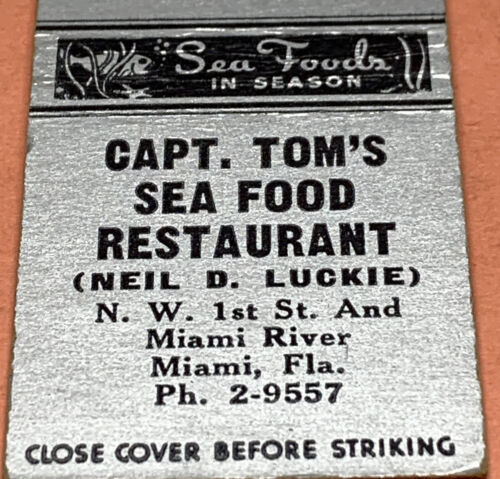 Sea Foods
IN SEASON
CAPT. TOM'S
SEA FOOD
RESTAURANT
(NEIL D. LUCKIE)
N. W. 1st St. And
Miami River
Miami, Fla.
Ph. 2-9557
CLOSE COVER BEFORE STRIKING